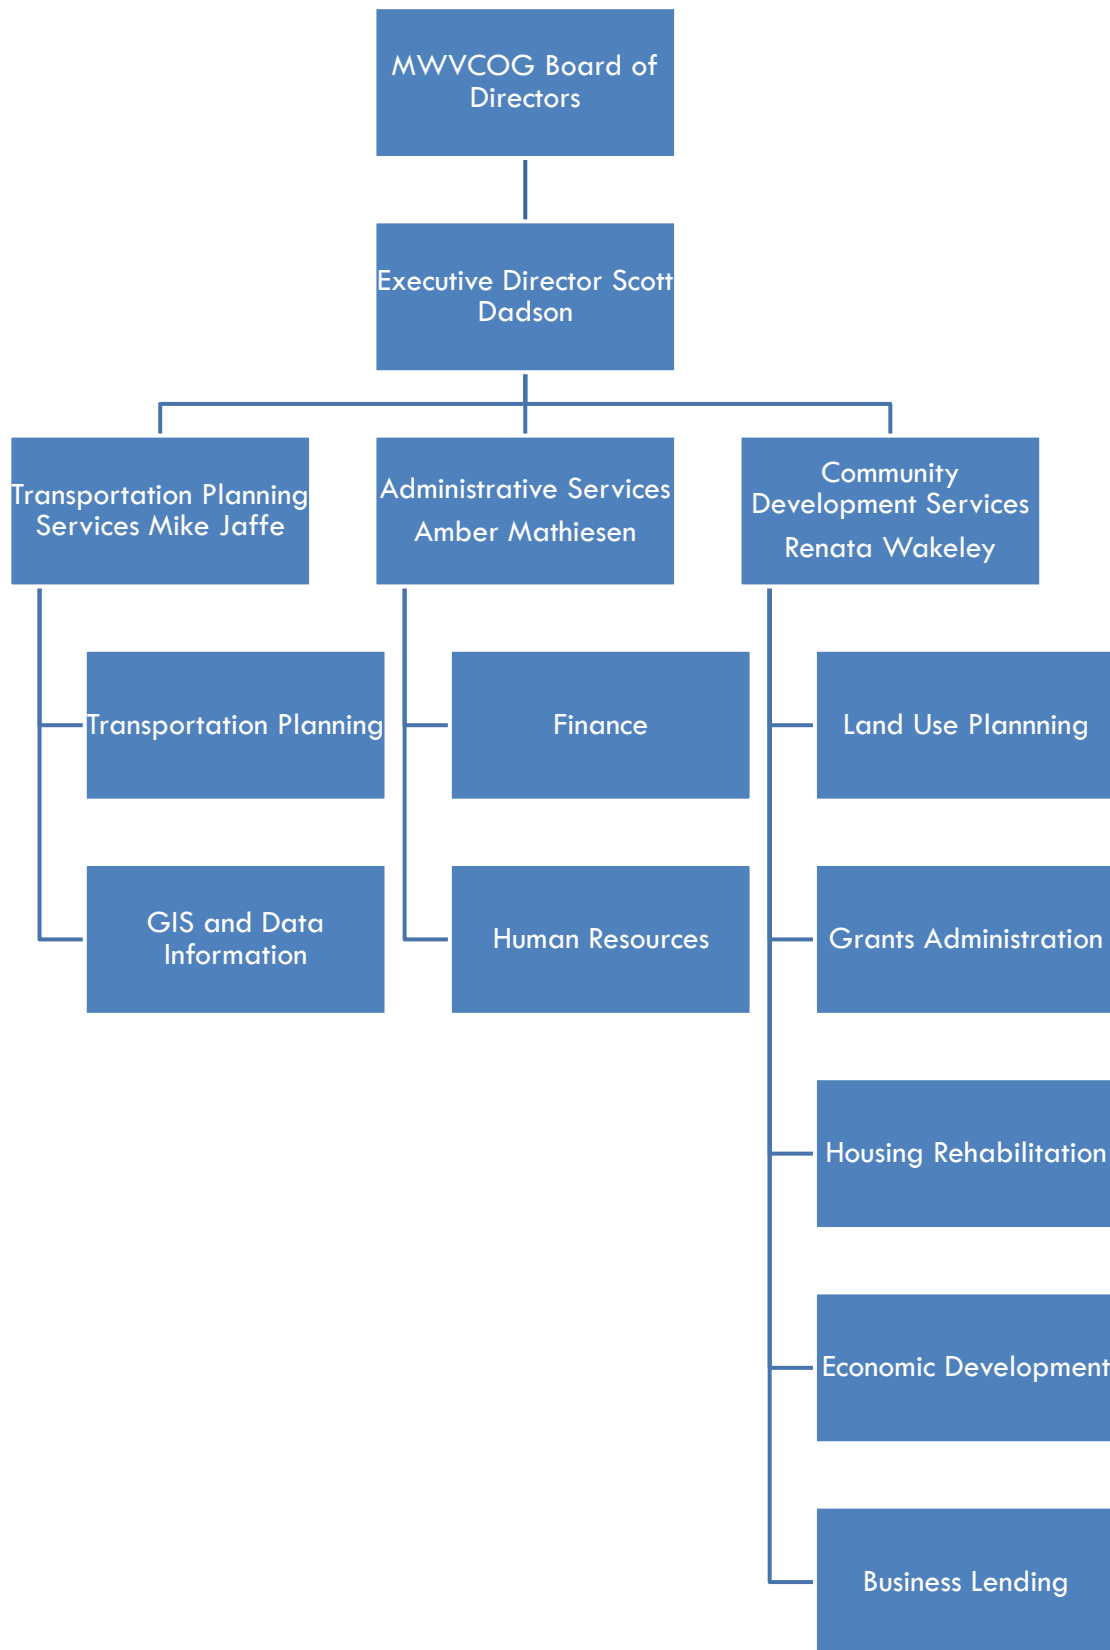 MWVCOG Board of
Directors
Executive Director Scott
Dadson
Transportation Planning
Services Mike Jaffe
Administrative Services
Amber Mathiesen
Community
Development Services
Renata Wakeley
Transportation Planning
Finance
Land Use Plannning
GIS and Data
Information
Human Resources
Grants Administration
Housing Rehabilitation
Economic Development
Business Lending